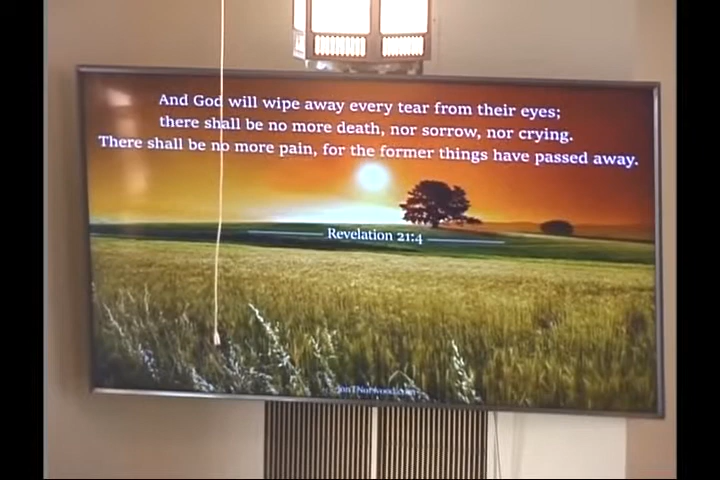 And God will wipe away every tear from their eyes;
there shall be no more death, nor sorrow, nor crying.
There shall be no more pain, for the former things have passed away.
Revelation 21:4